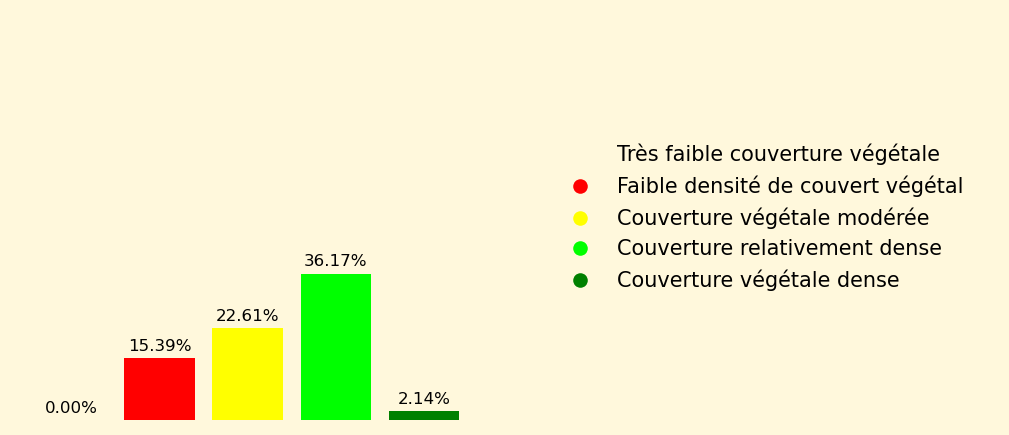 0.00%
15.39%
22.61%
36.17%
2.14%
Très faible couverture végétale
Faible densité de couvert végétal
Couverture végétale modérée
Couverture relativement dense
Couverture végétale dense